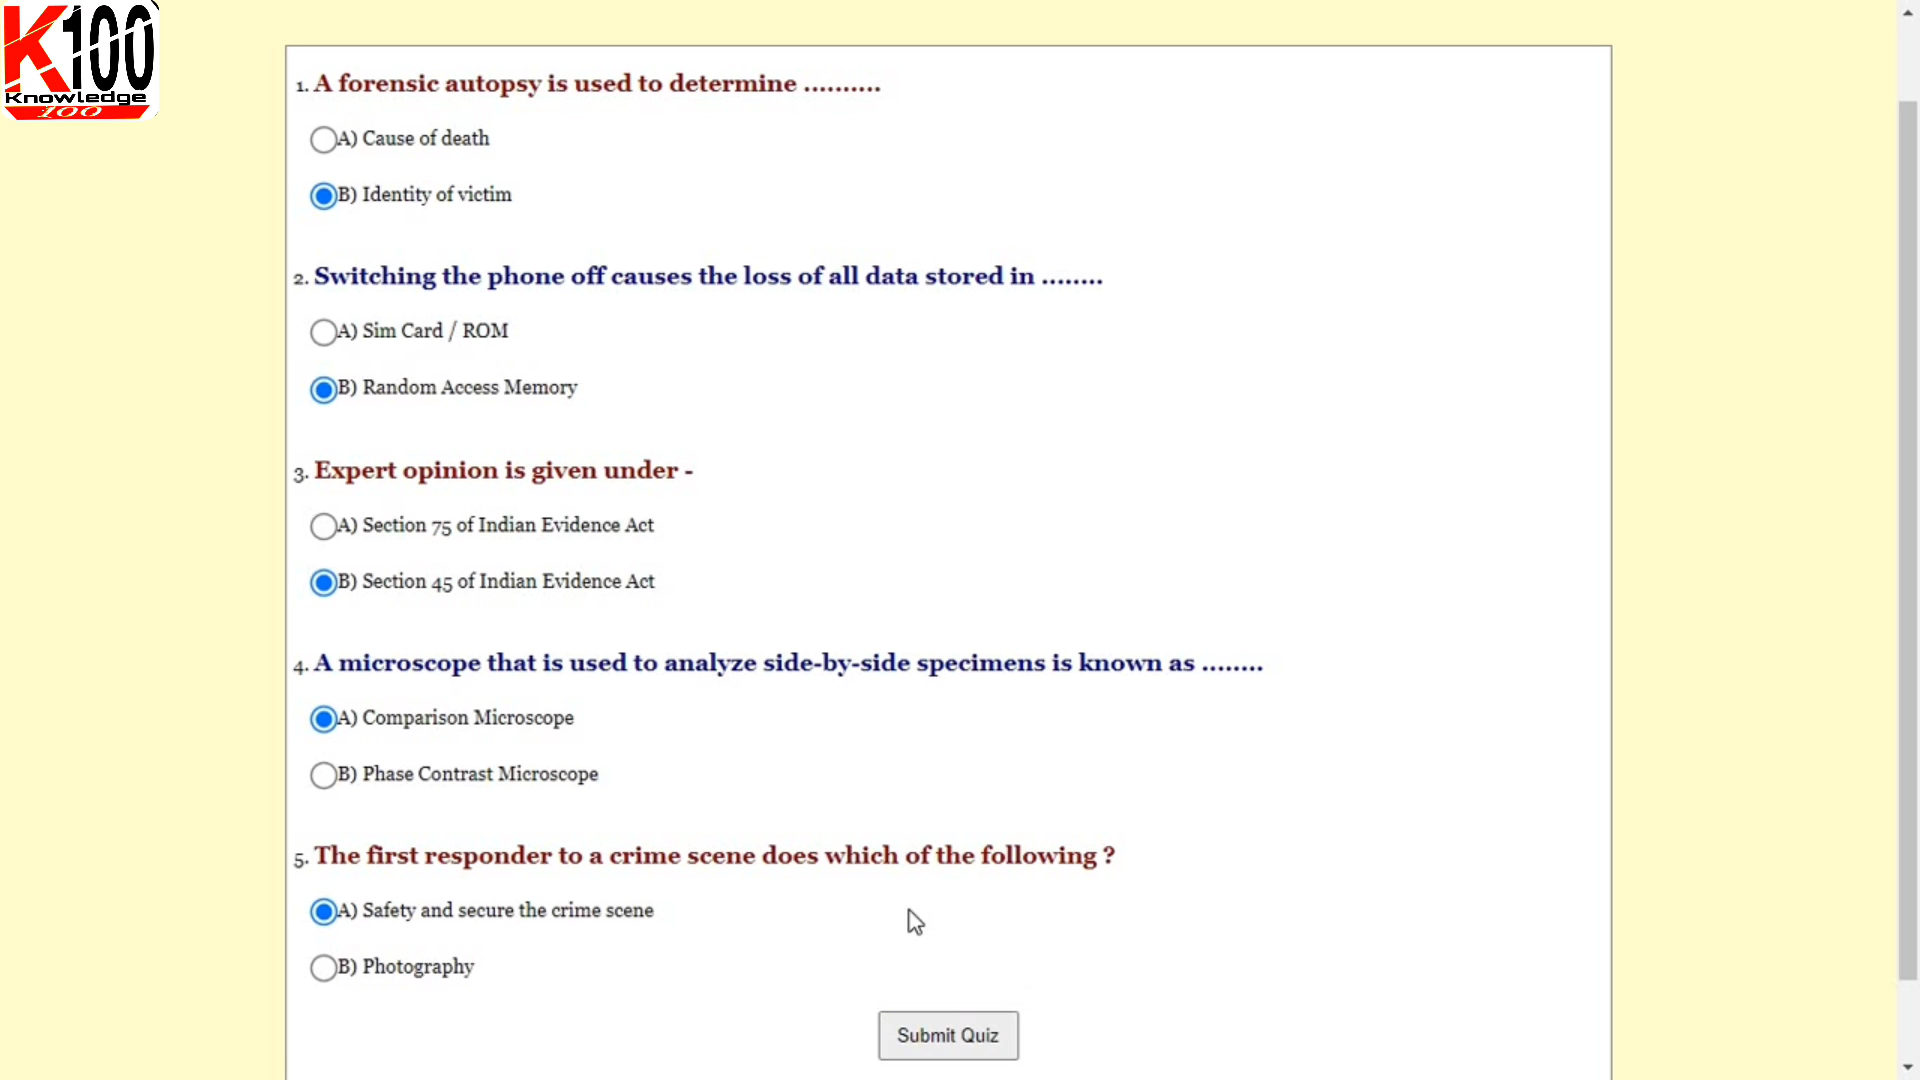 K100
Knowledge
100
1. A forensic autopsy is used to determine ..........
A) Cause of death
B) Identity of victim
2. Switching the phone off causes the loss of all data stored in ........
A) Sim Card / ROM
B) Random Access Memory
3. Expert opinion is given under -
A) Section 75 of Indian Evidence Act
B) Section 45 of Indian Evidence Act
4. A microscope that is used to analyze side-by-side specimens is known as ........
A) Comparison Microscope
B) Phase Contrast Microscope
5. The first responder to a crime scene does which of the following ?
A) Safety and secure the crime scene
B) Photography
Submit Quiz